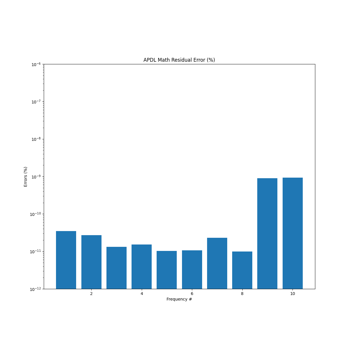 APDL Math Residual Error (%)
10⁻⁶
10⁻⁷
10⁻⁸
10⁻⁹
10⁻¹⁰
10⁻¹¹
10⁻¹²
Errors (%)
2 4 6 8 10
Frequency #